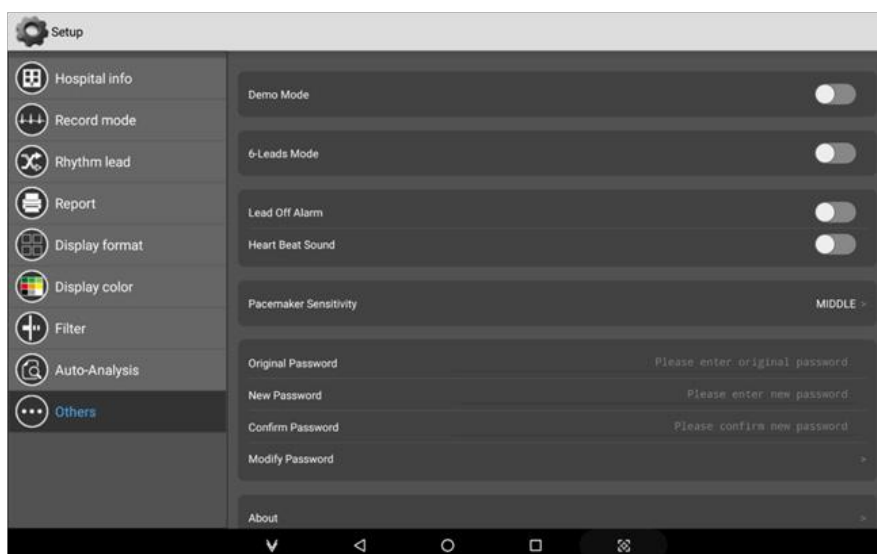 Setup
Hospital info
Record mode
Rhythm lead
Report
Display format
Display color
Filter
Auto-Analysis
Others
Demo Mode
6-Leads Mode
Lead Off Alarm
Heart Beat Sound
Pacemaker Sensitivity MIDDLE >
Original Password Please enter original password
New Password Please enter new password
Confirm Password Please confirm new password
Modify Password >
About >